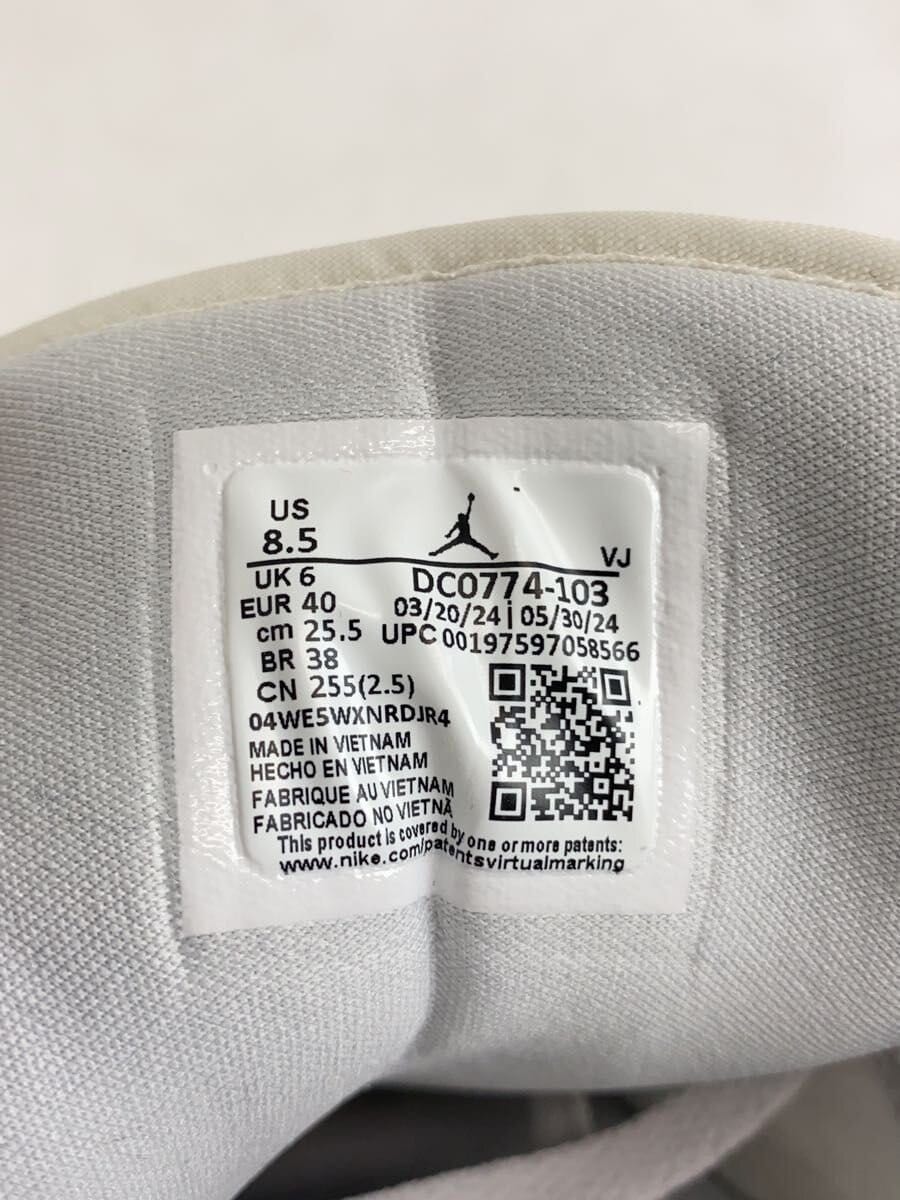 US
8.5
VJ
UK 6
DC0774-103
EUR 40
03/20/24 | 05/30/24
cm 25.5
UPC 00197597058566
BR 38
CN 255(2.5)
04WE5WXNRDJR4
MADE IN VIETNAM
HECHO EN VIETNAM
FABRIQUE AU VIETNAM
FABRICADO NO VIETNÃ
This product is covered by one or more patents:
www.nike.com/patentsvirtualmarking